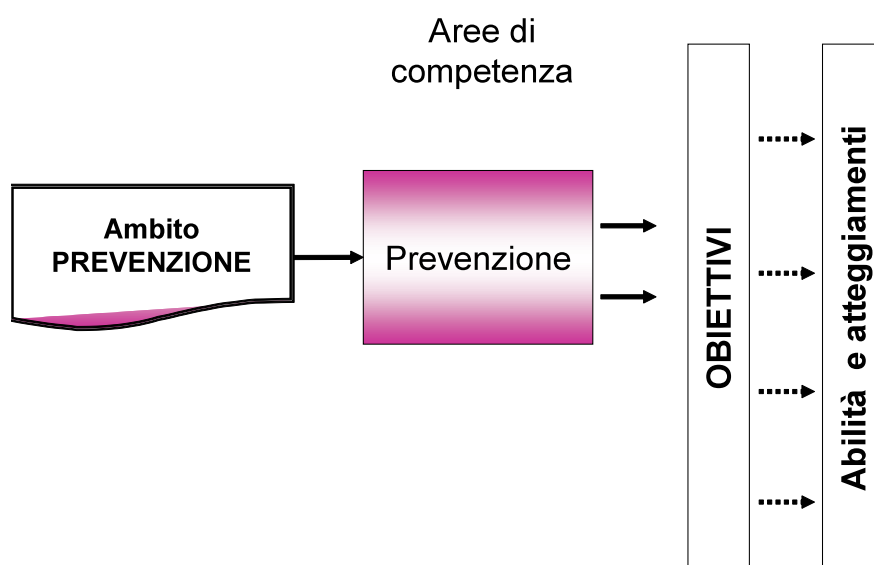 Aree di
competenza
Ambito
PREVENZIONE
Prevenzione
OBIETTIVI
Abilità e atteggiamenti